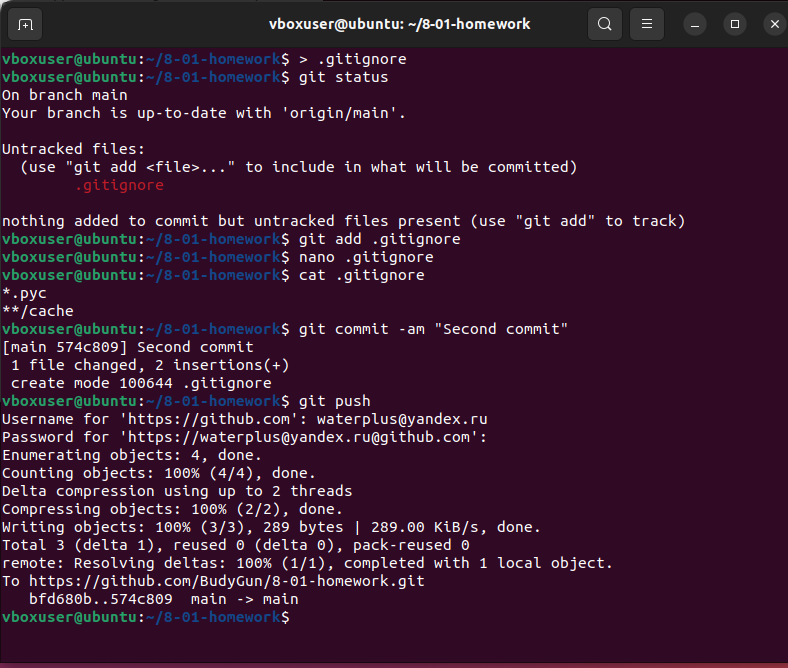 vboxuser@ubuntu: ~/8-01-homework
vboxuser@ubuntu:~/8-01-homework$ > .gitignore
vboxuser@ubuntu:~/8-01-homework$ git status
On branch main
Your branch is up-to-date with 'origin/main'.

Untracked files:
  (use "git add <file>..." to include in what will be committed)
        .gitignore

nothing added to commit but untracked files present (use "git add" to track)
vboxuser@ubuntu:~/8-01-homework$ git add .gitignore
vboxuser@ubuntu:~/8-01-homework$ nano .gitignore
vboxuser@ubuntu:~/8-01-homework$ cat .gitignore
*.pyc
**/cache
vboxuser@ubuntu:~/8-01-homework$ git commit -am "Second commit"
[main 574c809] Second commit
 1 file changed, 2 insertions(+)
 create mode 100644 .gitignore
vboxuser@ubuntu:~/8-01-homework$ git push
Username for 'https://github.com': waterplus@yandex.ru
Password for 'https://waterplus@yandex.ru@github.com':
Enumerating objects: 4, done.
Counting objects: 100% (4/4), done.
Delta compression using up to 2 threads
Compressing objects: 100% (2/2), done.
Writing objects: 100% (3/3), 289 bytes | 289.00 KiB/s, done.
Total 3 (delta 1), reused 0 (delta 0), pack-reused 0
remote: Resolving deltas: 100% (1/1), completed with 1 local object.
To https://github.com/BudyGun/8-01-homework.git
   bfd680b..574c809  main -> main
vboxuser@ubuntu:~/8-01-homework$